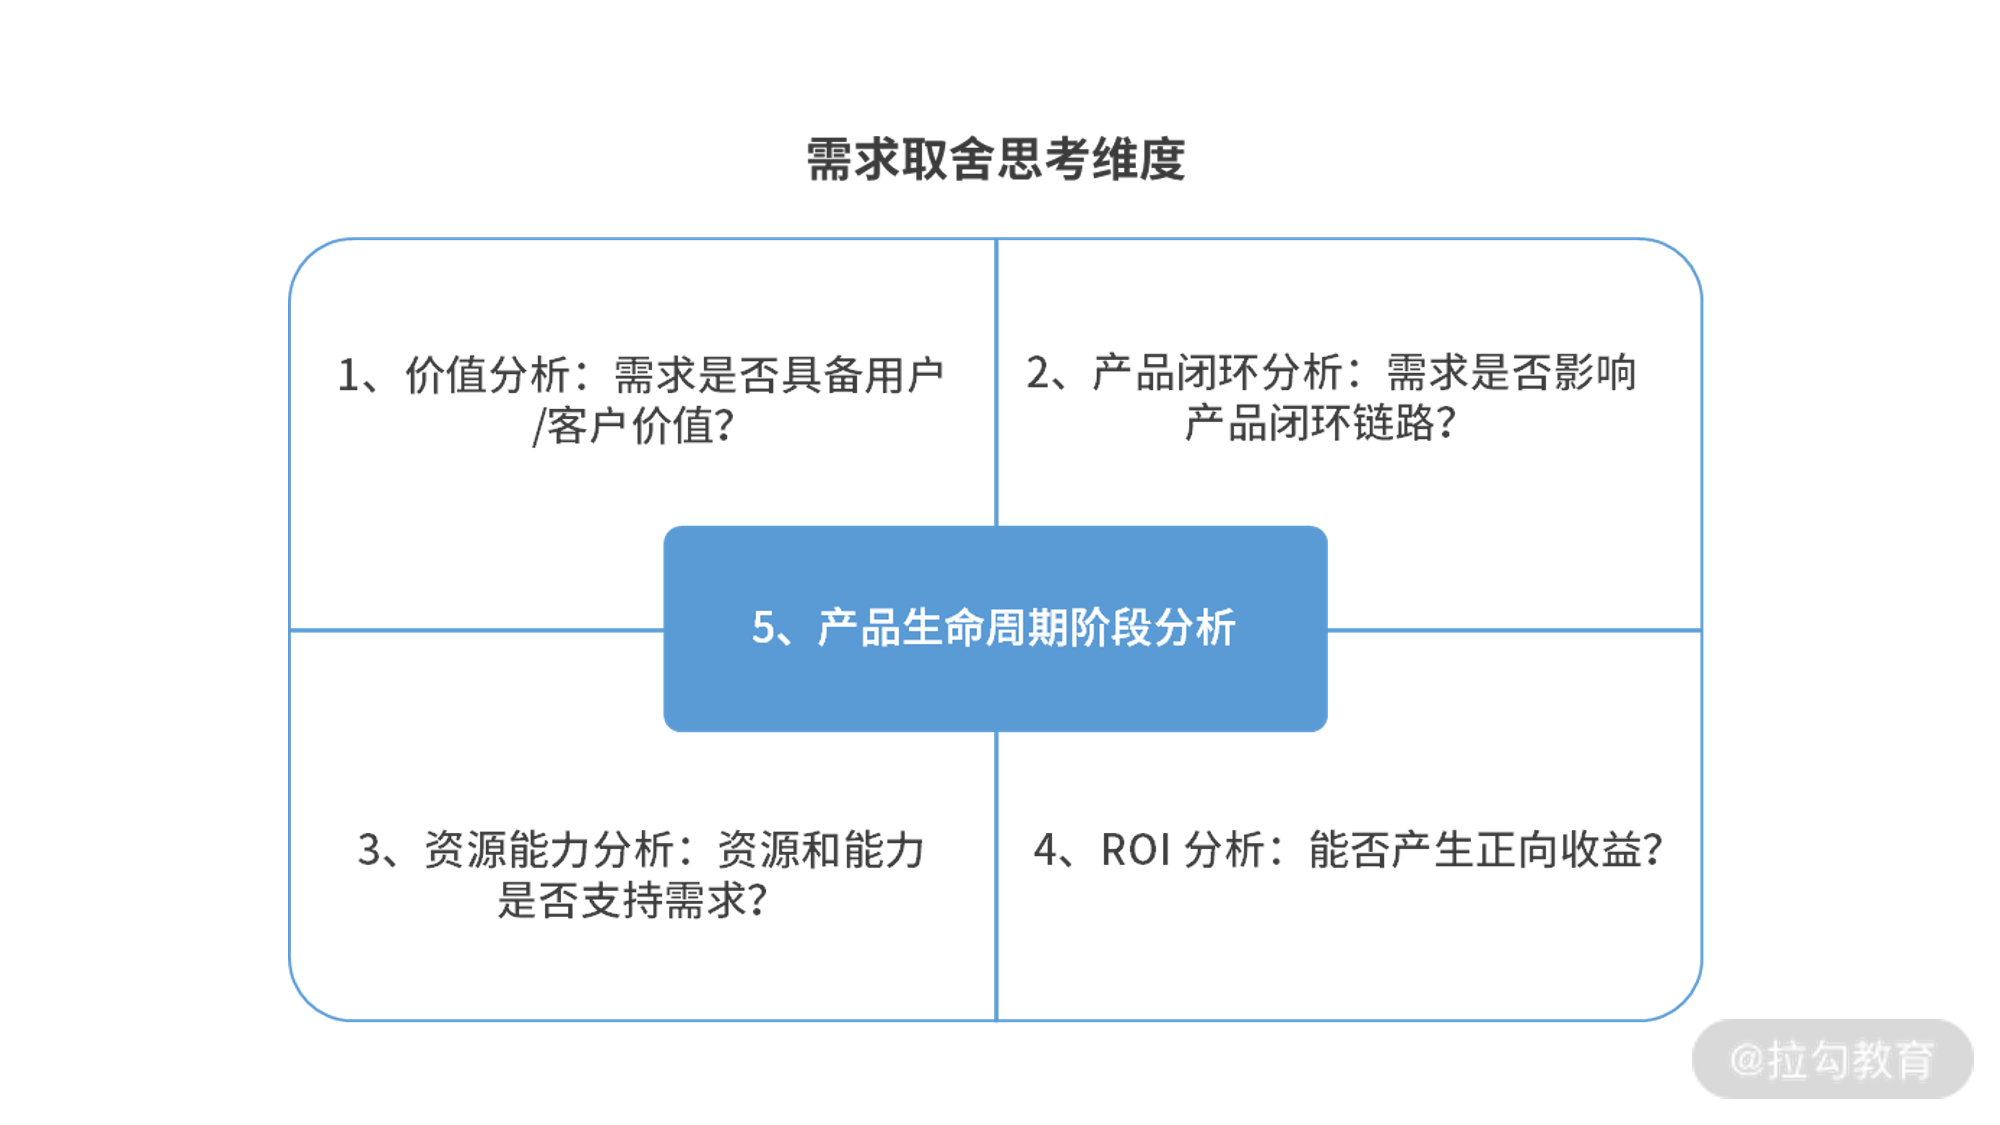 需求取舍思考维度
1、价值分析：需求是否具备用户
/客户价值？
2、产品闭环分析：需求是否影响
产品闭环链路？
5、产品生命周期阶段分析
3、资源能力分析：资源和能力
是否支持需求？
4、ROI 分析：能否产生正向收益？
@拉勾教育